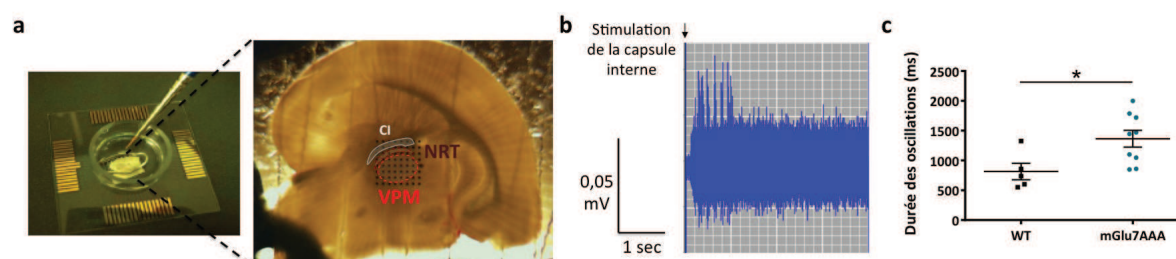 a
CI
NRT
VPM
b
Stimulation
de la capsule
interne
0,05
mV
1 sec
c
Durée des oscillations (ms)
2500
2000
1500
1000
500
0
*
WT
mGlu7AAA